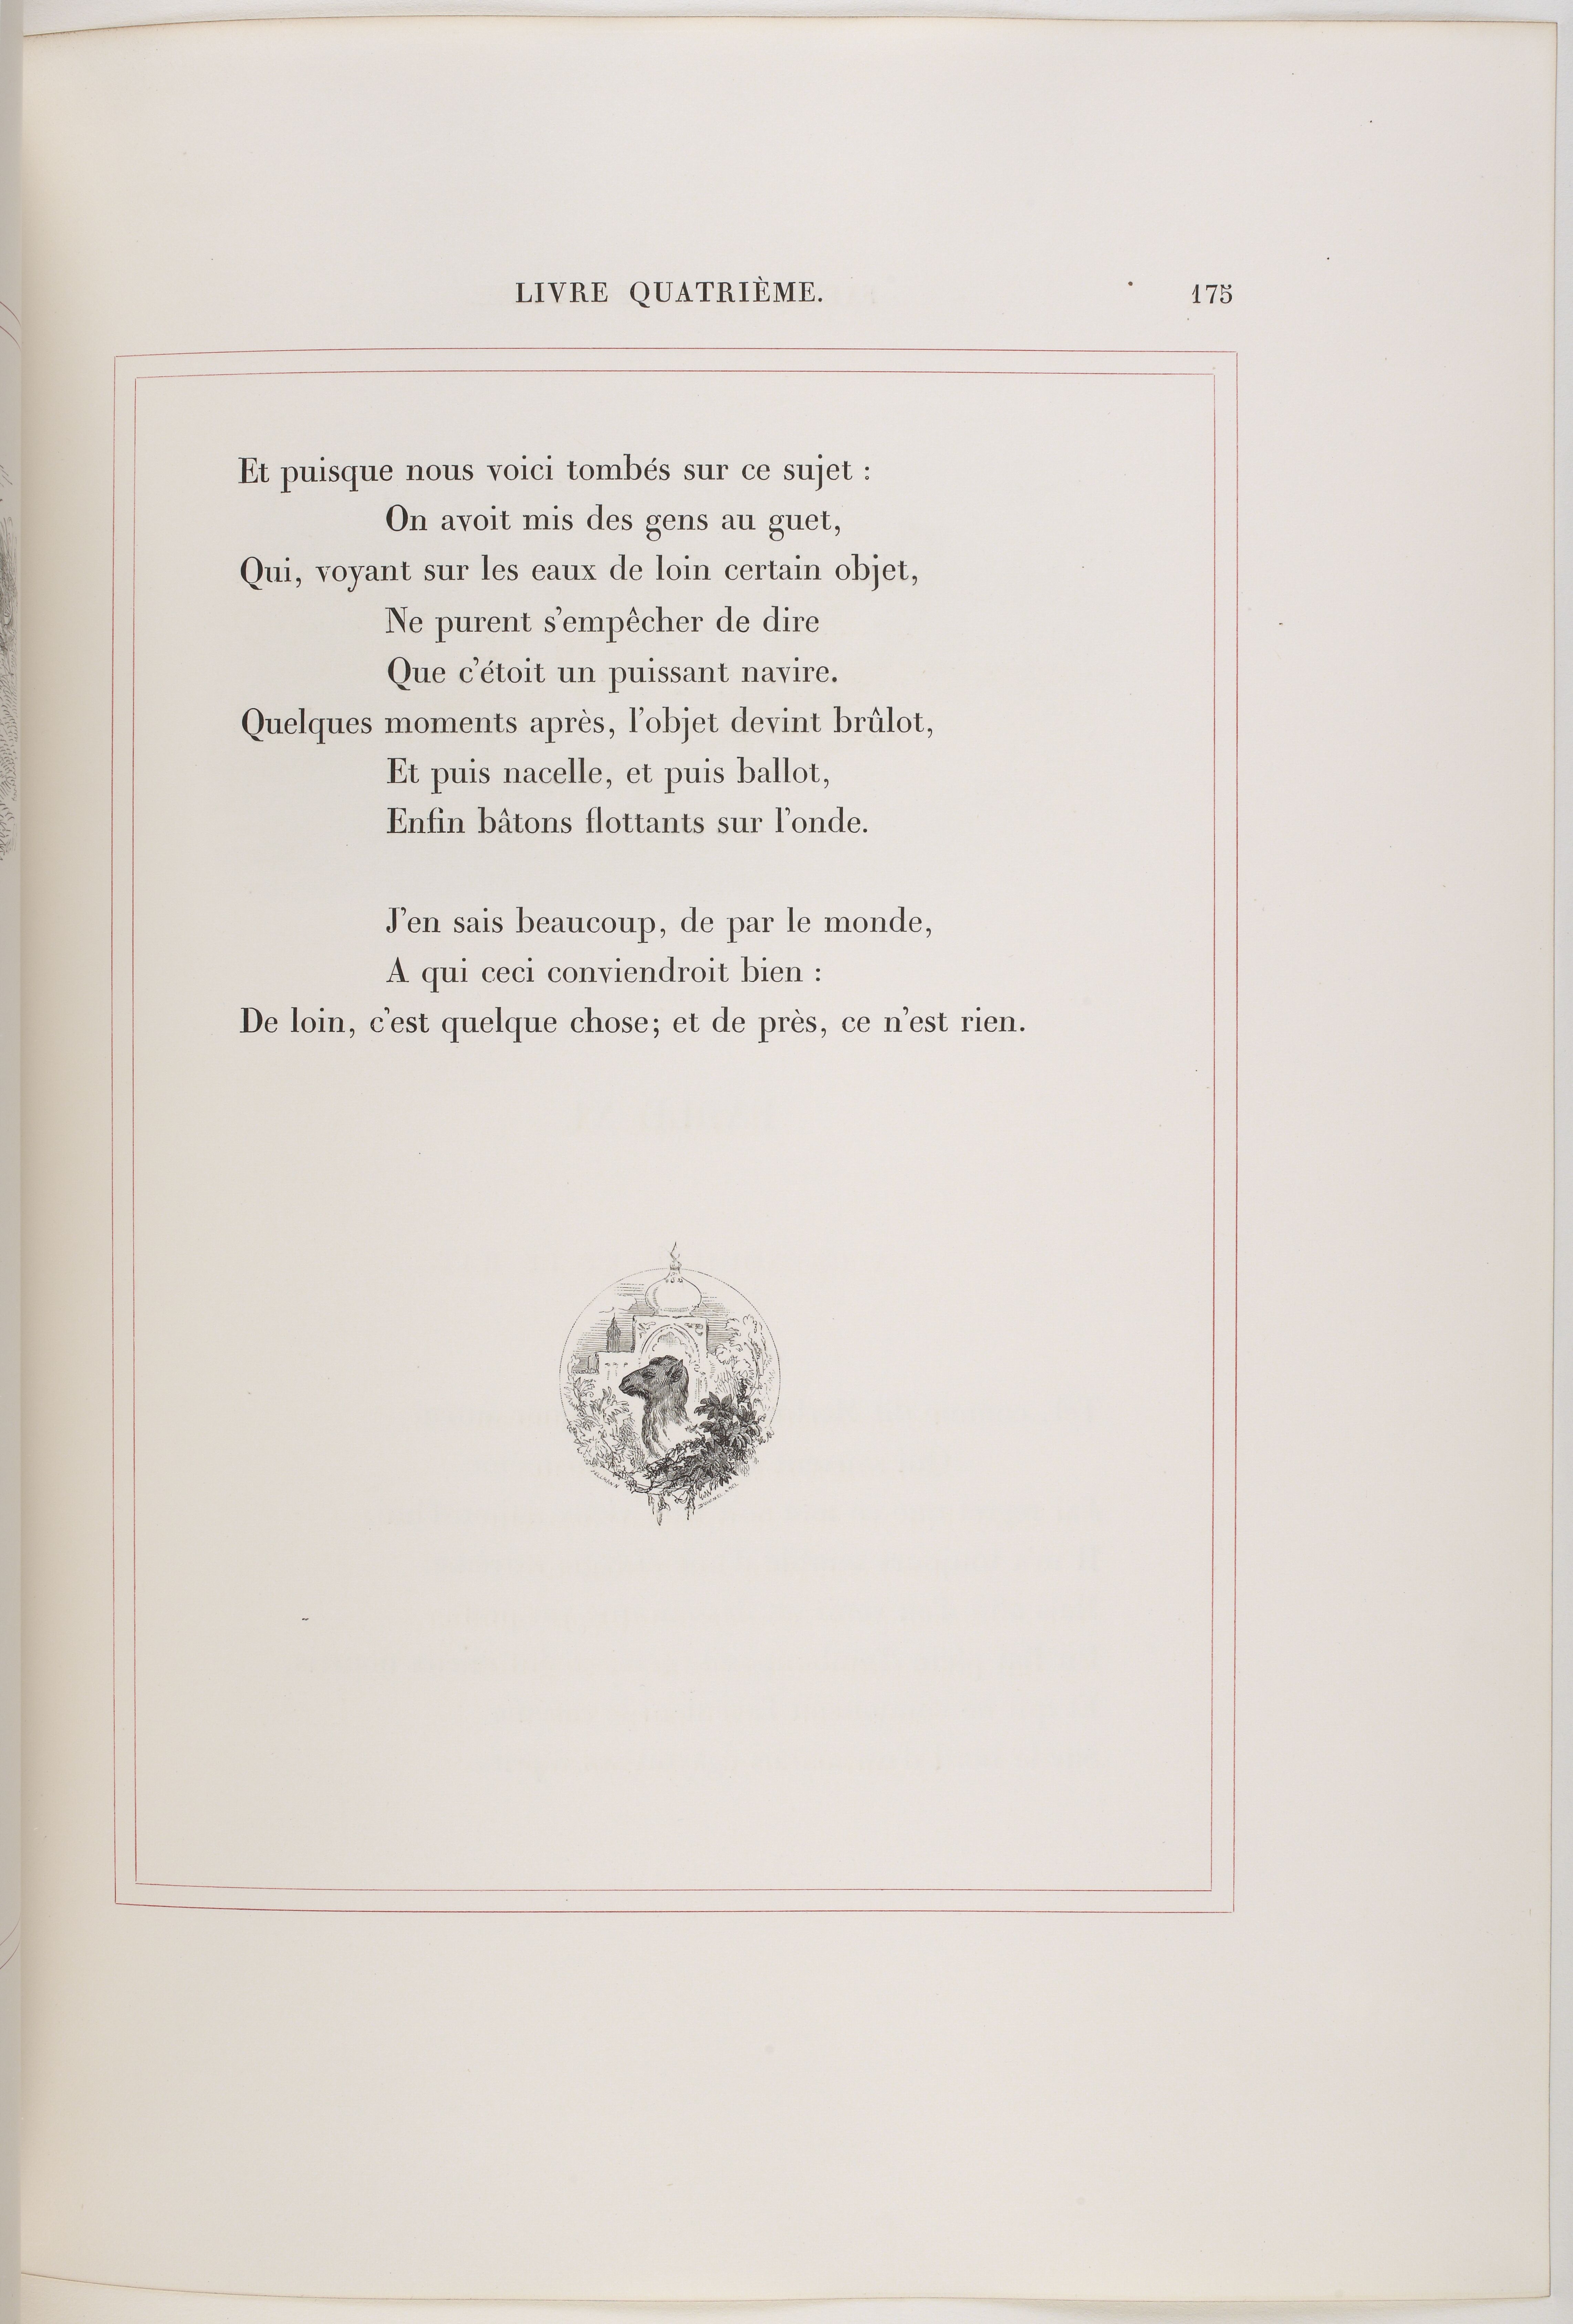 LIVRE QUATRIÈME. 175
Et puisque nous voici tombés sur ce sujet :
On avoit mis des gens au guet,
Qui, voyant sur les eaux de loin certain objet,
Ne purent s'empêcher de dire
Que c'étoit un puissant navire.
Quelques moments après, l'objet devint brûlot,
Et puis nacelle, et puis ballot,
Enfin bâtons flottants sur l'onde.
J'en sais beaucoup, de par le monde,
A qui ceci conviendroit bien :
De loin, c'est quelque chose; et de près, ce n'est rien.